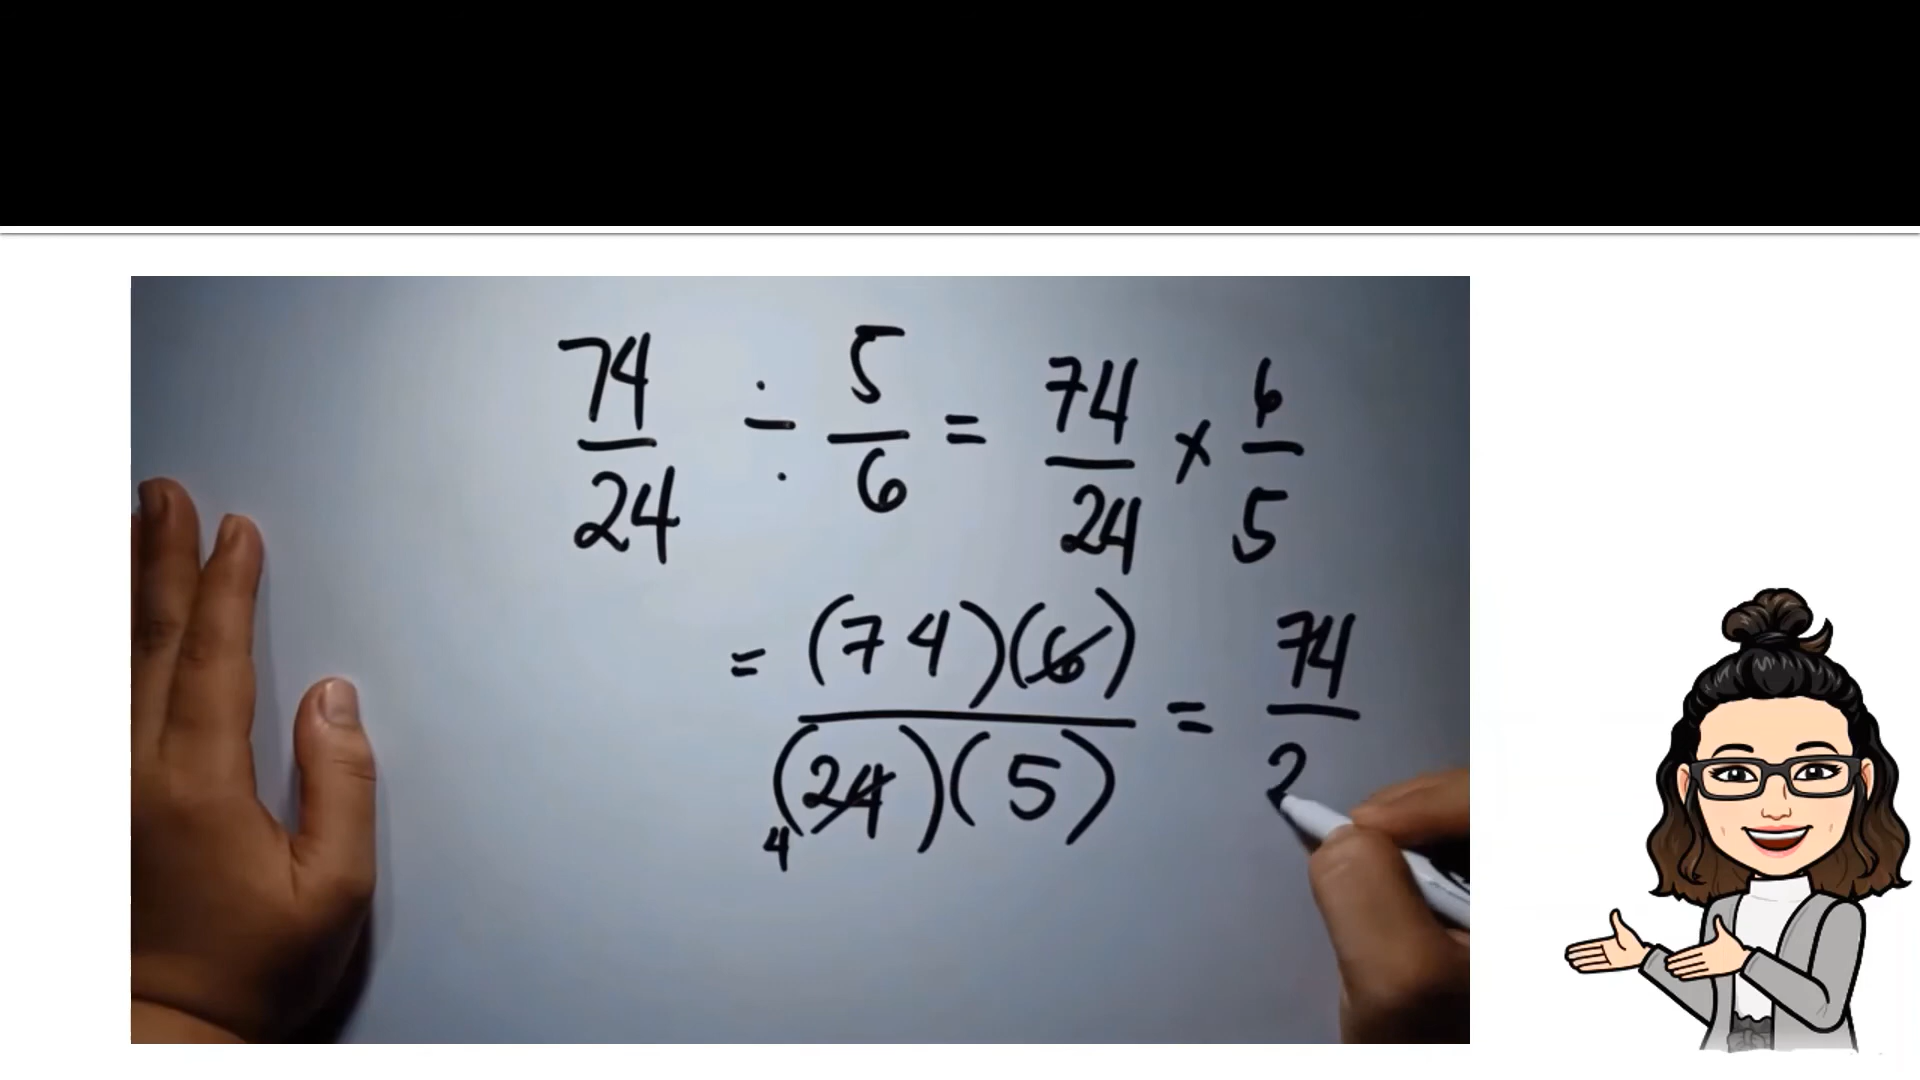 74/24 ÷ 5/6 = 74/24 × 6/5
= (74)(6)/(24)(5) = 74/2
4